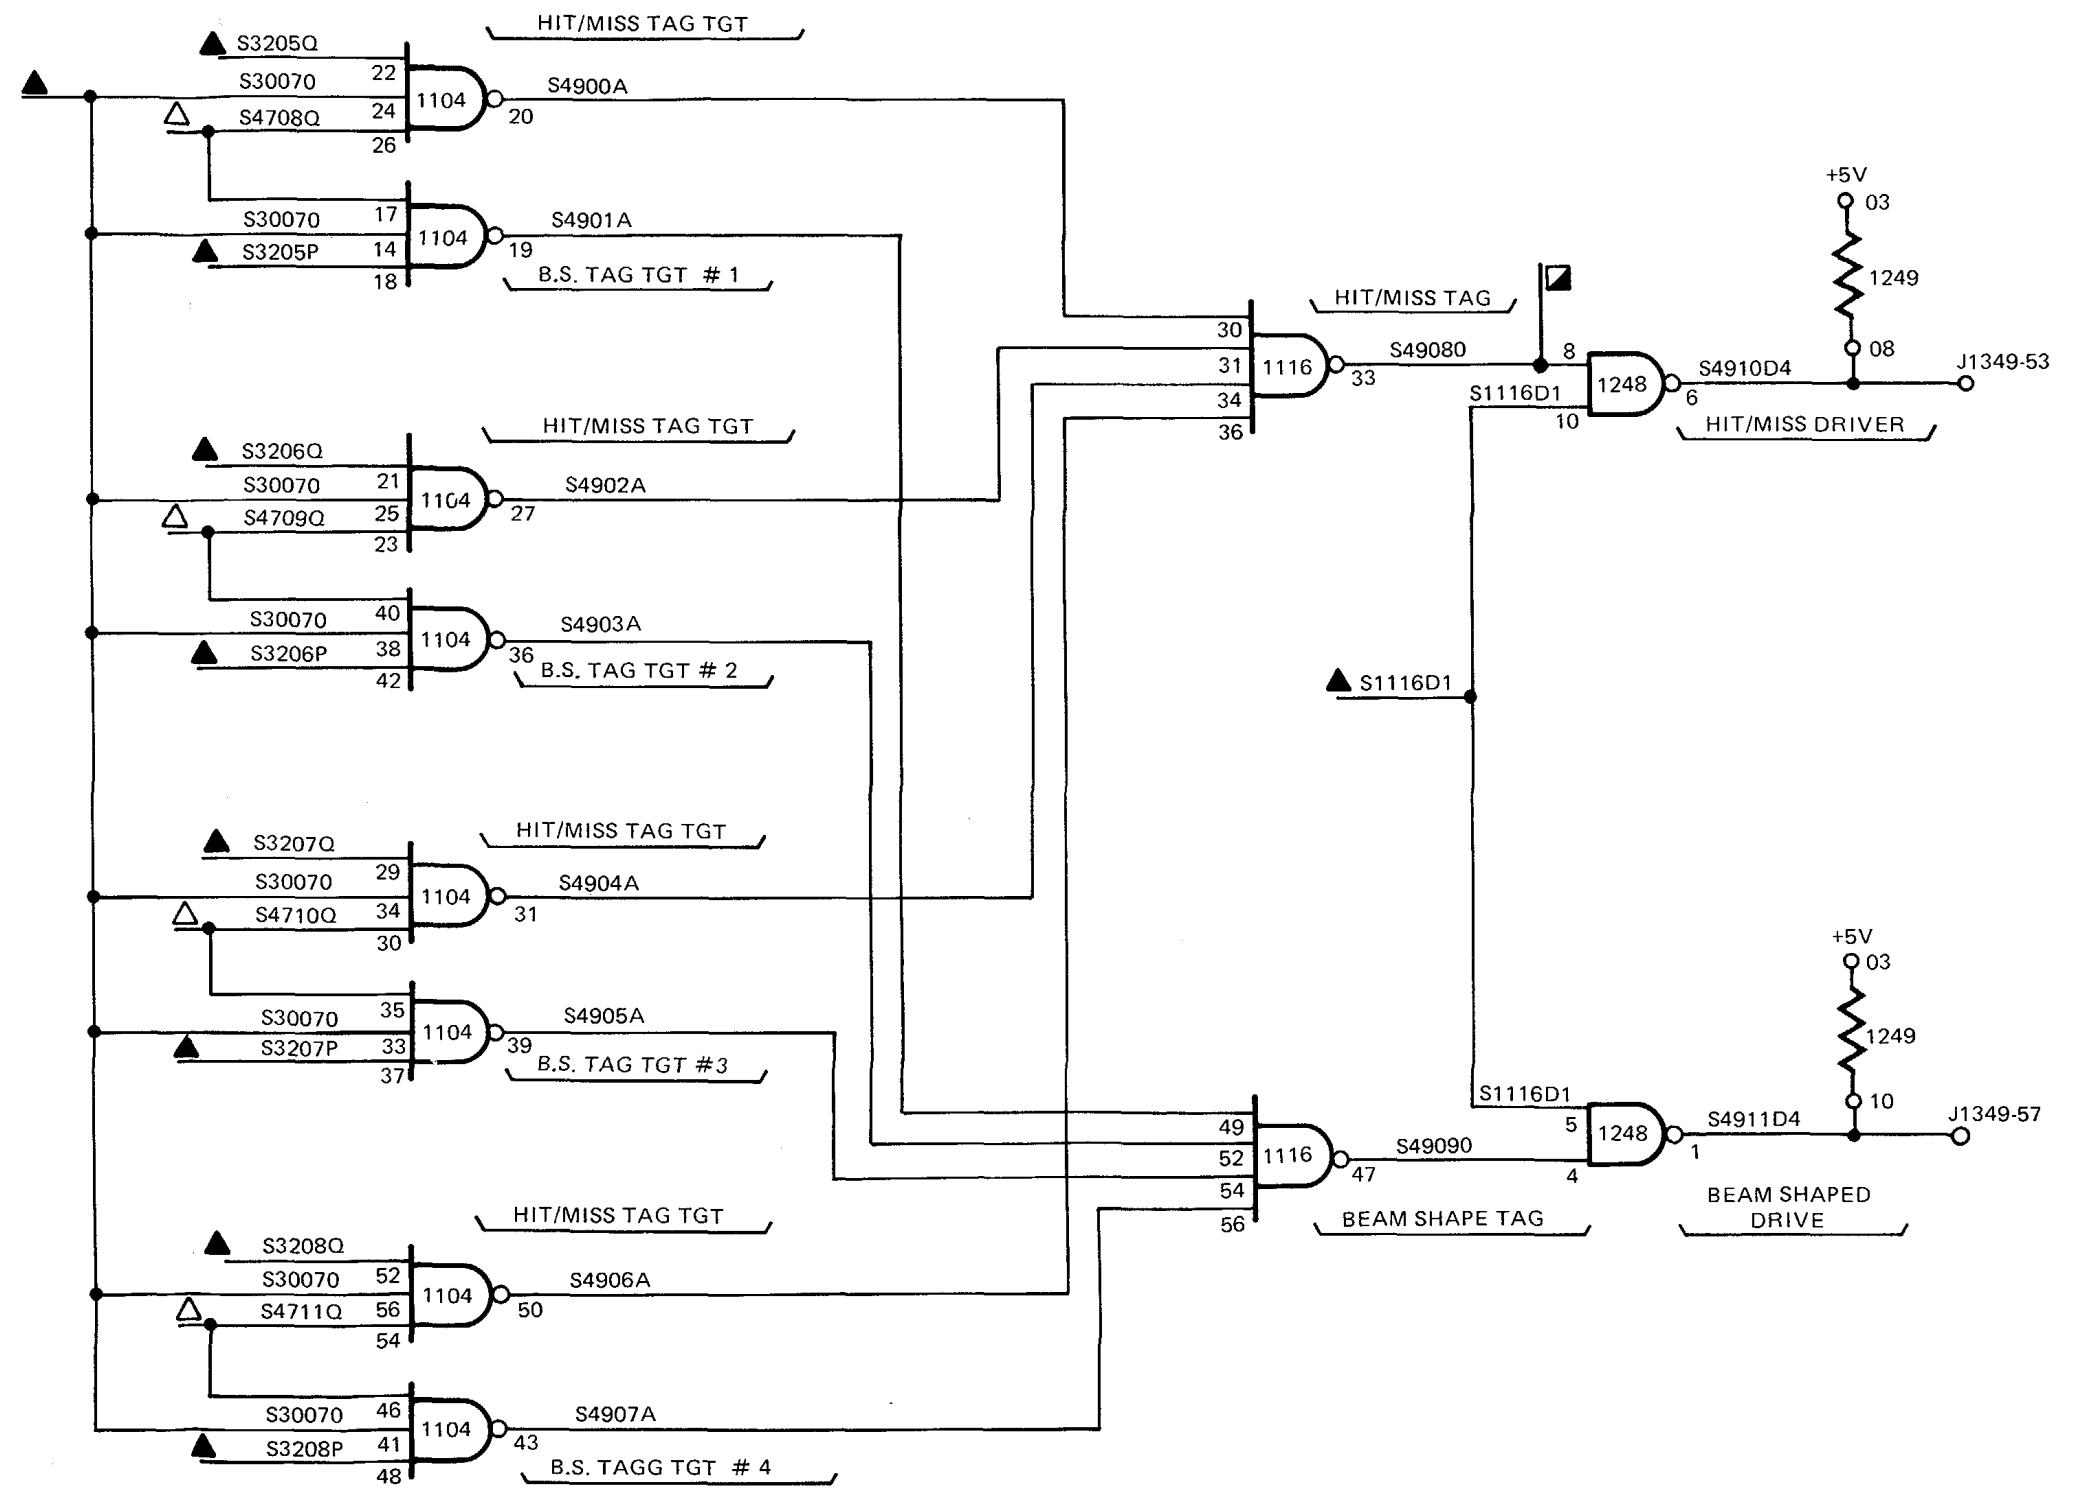 HIT/MISS TAG TGT
S3205Q
22
S30070
24
S4708Q
26
1104
S4900A
20
17
S30070
14
S3205P
18
1104
S4901A
19
B.S. TAG TGT # 1
HIT/MISS TAG TGT
S3206Q
21
S30070
25
S4709Q
23
1104
S4902A
27
40
S30070
38
S3206P
42
1104
S4903A
36
B.S. TAG TGT # 2
HIT/MISS TAG TGT
S3207Q
29
S30070
34
S4710Q
30
1104
S4904A
31
35
S30070
33
S3207P
37
1104
S4905A
39
B.S. TAG TGT #3
HIT/MISS TAG TGT
S3208Q
52
S30070
56
S4711Q
54
1104
S4906A
50
46
S30070
41
S3208P
48
1104
S4907A
43
B.S. TAGG TGT # 4
30
31
34
36
1116
33
HIT/MISS TAG
S49080
8
S1116D1
10
1248
6
S4910D4
HIT/MISS DRIVER
+5V
03
1249
08
J1349-53
S1116D1
49
52
54
56
1116
47
S49090
BEAM SHAPE TAG
S1116D1
5
4
1248
1
S4911D4
BEAM SHAPED
DRIVE
+5V
03
1249
10
J1349-57